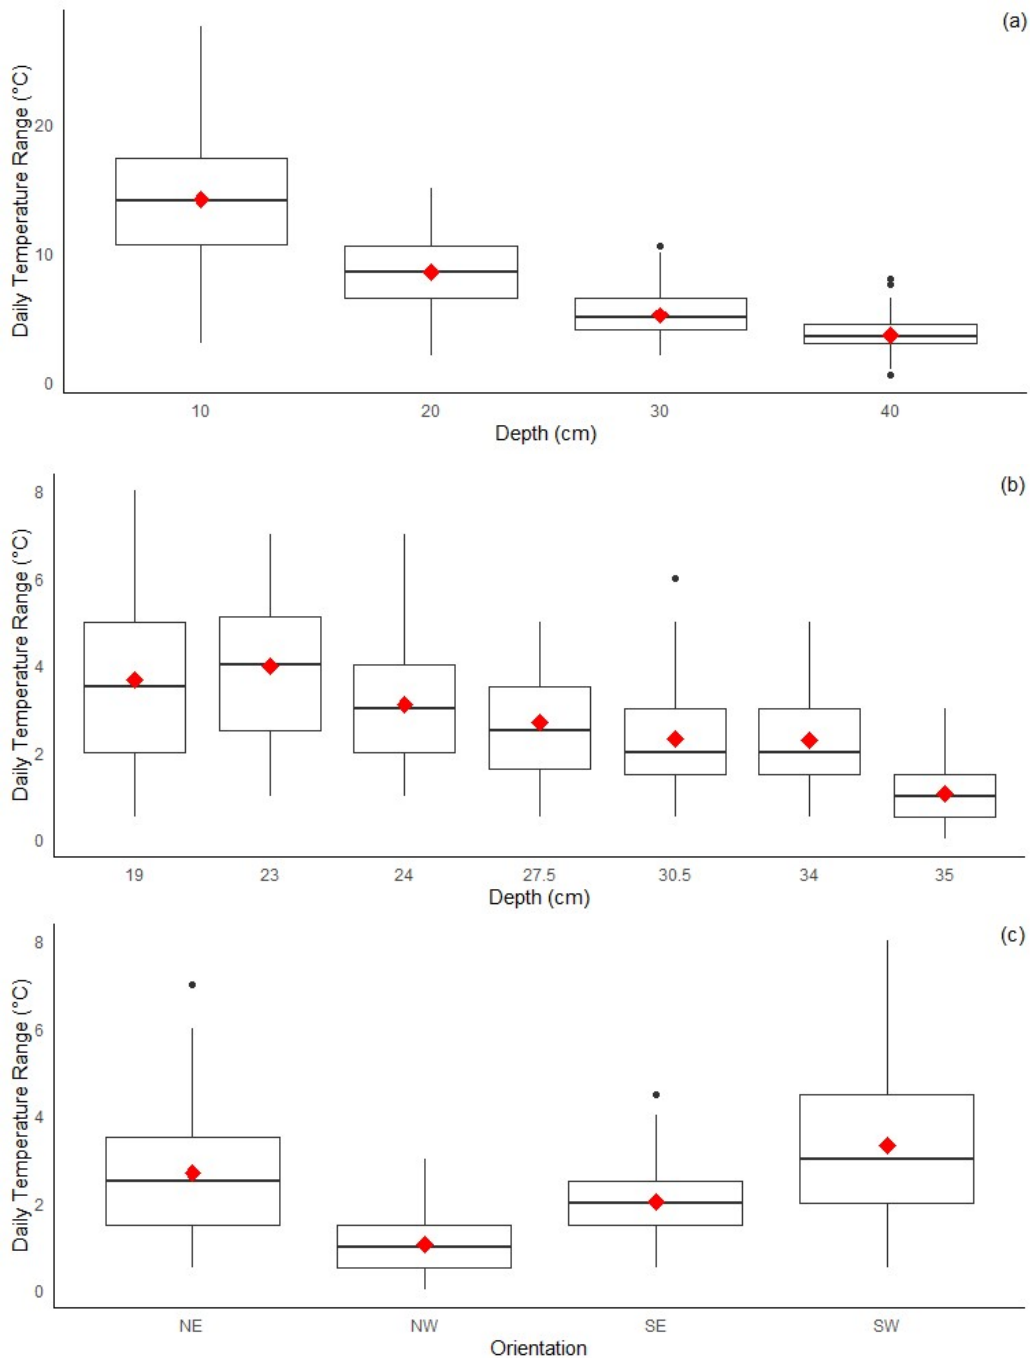 (a)
Daily Temperature Range (°C)
20
10
0
10 20 30 40
Depth (cm)
(b)
Daily Temperature Range (°C)
8
6
4
2
0
19 23 24 27.5 30.5 34 35
Depth (cm)
(c)
Daily Temperature Range (°C)
8
6
4
2
0
NE NW SE SW
Orientation